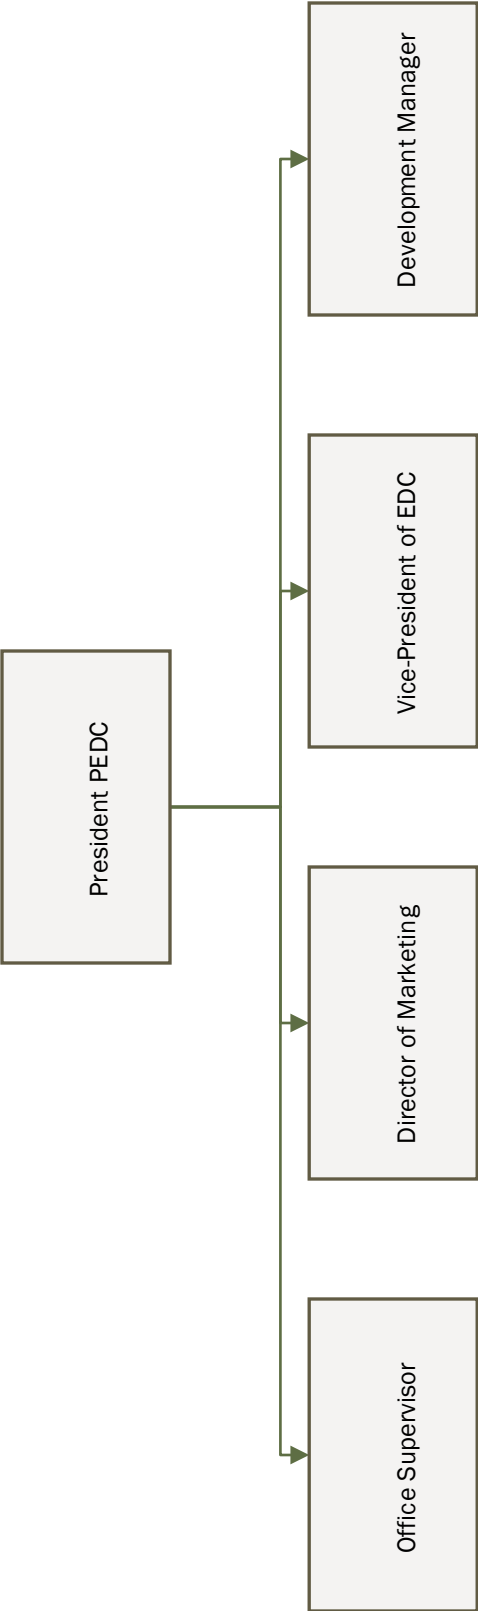 President PEDC
Office Supervisor
Director of Marketing
Vice-President of EDC
Development Manager